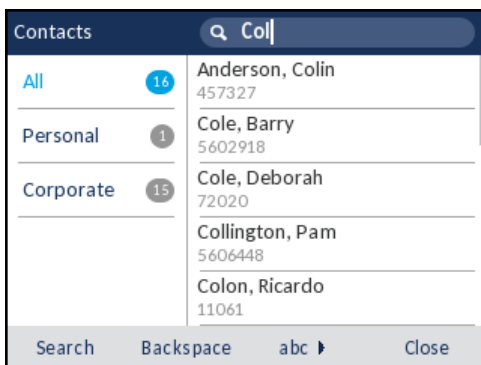 Contacts
Col
All 16
Personal 1
Corporate 15
Anderson, Colin
457327
Cole, Barry
5602918
Cole, Deborah
72020
Collington, Pam
5606448
Colon, Ricardo
11061
Search Backspace abc Close